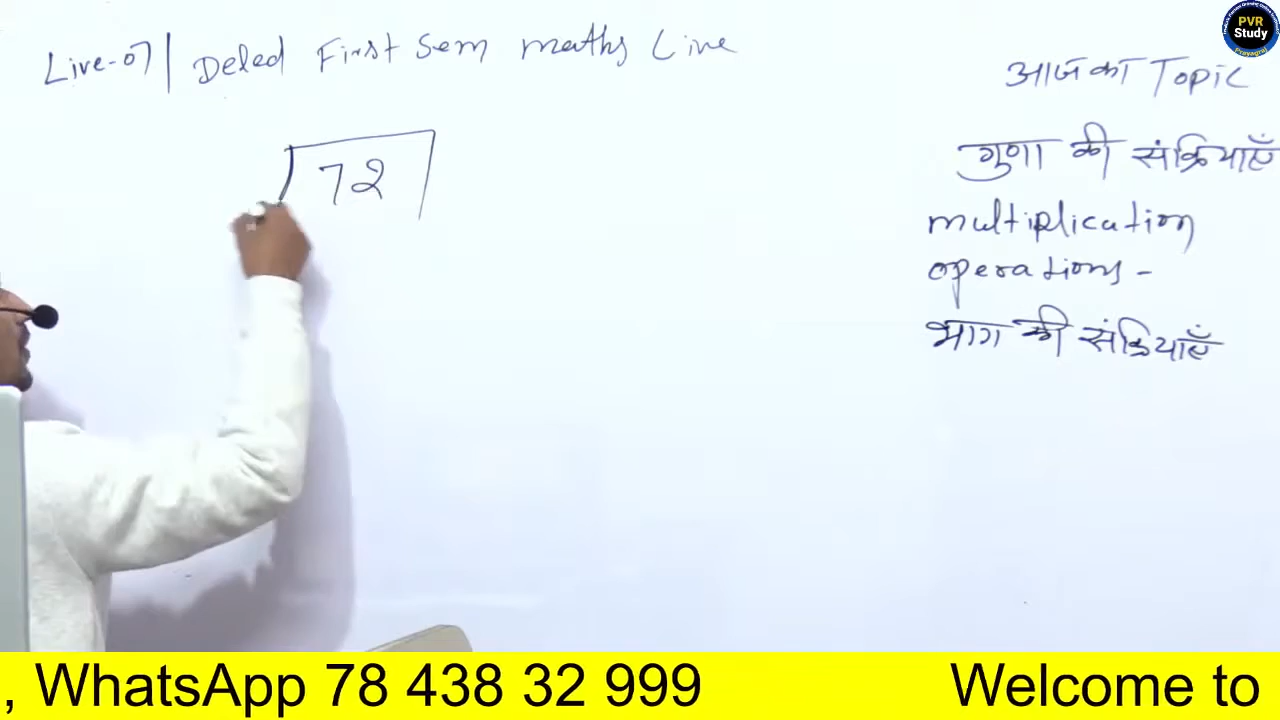 Live-07 | Deled First Sem maths Live
आज का Topic
गुणा की संक्रियाएँ
multiplication
operations -
भाग की संक्रियाएँ
72
PVR
Study
Prayagraj
, WhatsApp 78 438 32 999 Welcome to